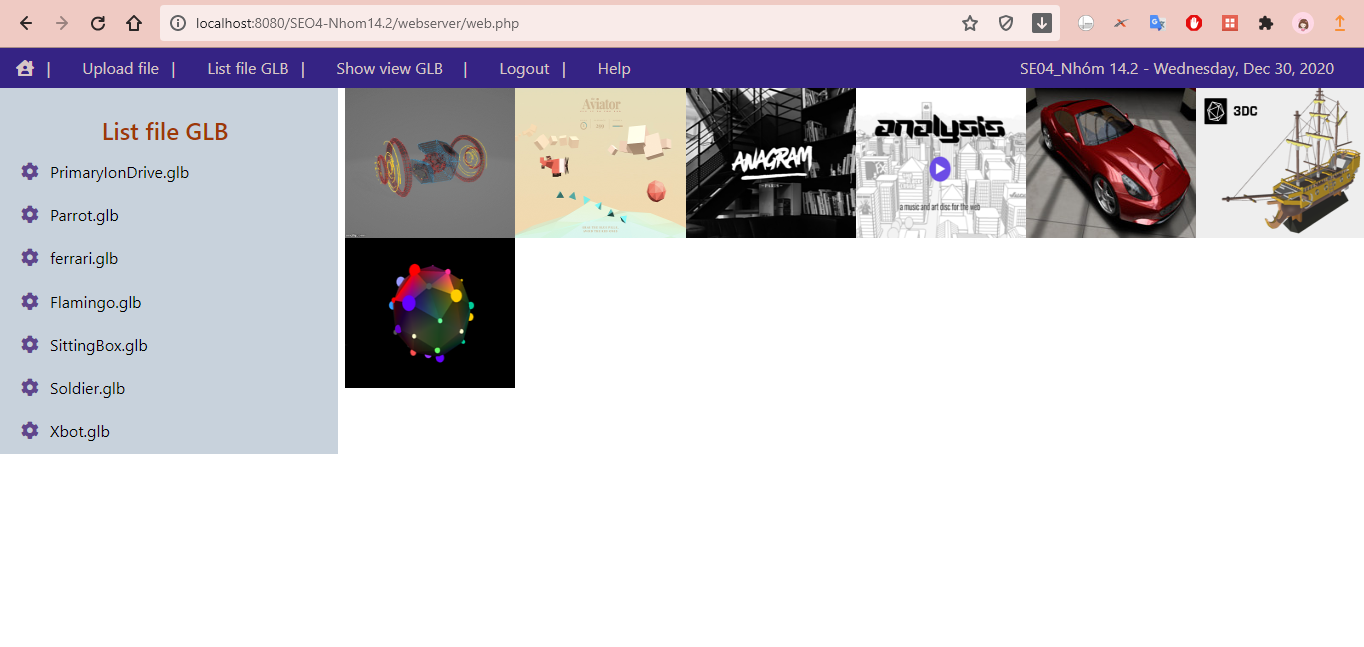 localhost:8080/SEO4-Nhom14.2/webserver/web.php
| Upload file | List file GLB | Show view GLB | Logout | Help
SE04_Nhóm 14.2 - Wednesday, Dec 30, 2020
List file GLB
PrimaryIonDrive.glb
Parrot.glb
ferrari.glb
Flamingo.glb
SittingBox.glb
Soldier.glb
Xbot.glb
Aviator
ANAGRAM
PARIS
analysis
a music and art disc for the web
3DC